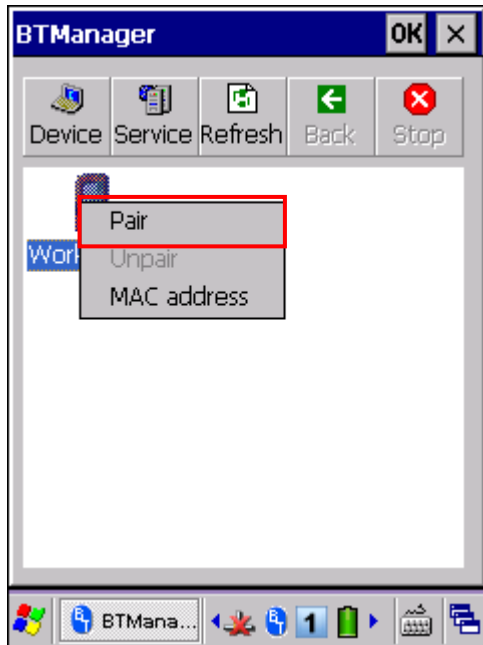 BTManager OK
Device Service Refresh Back Stop
Pair
Unpair
MAC address
BTMana... 1